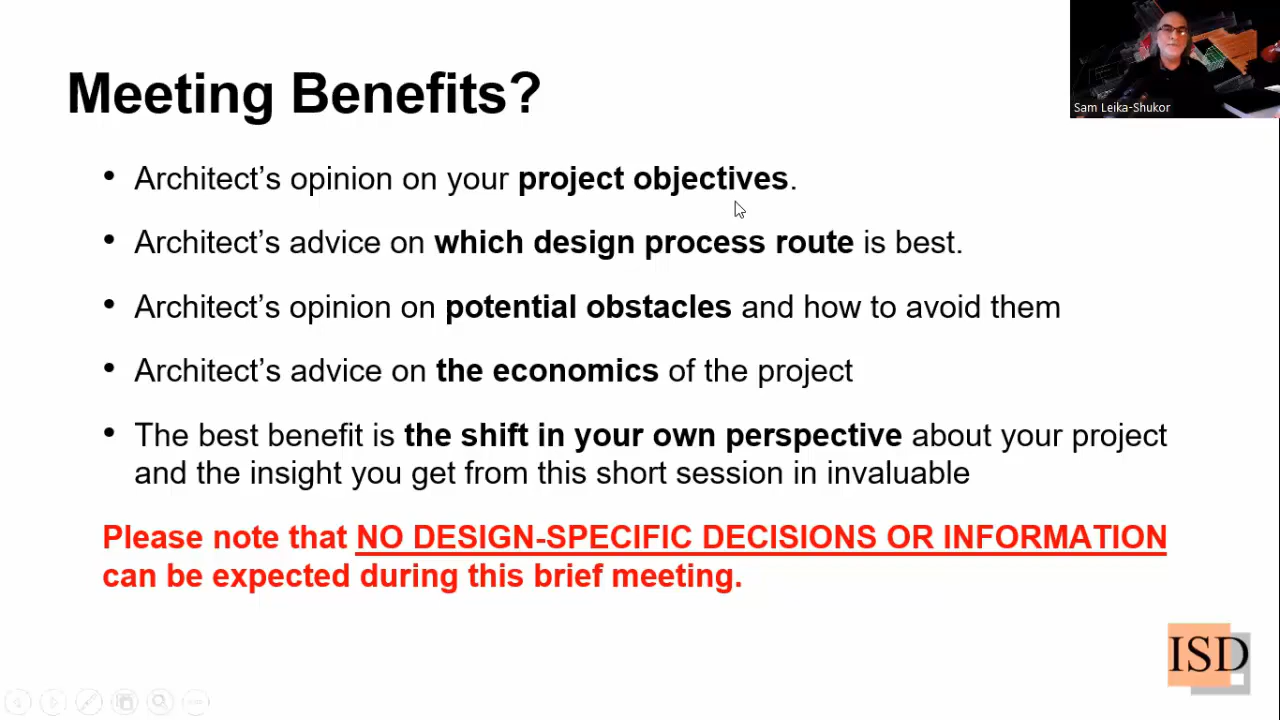 Meeting Benefits?
Sam Leika-Shukor
• Architect’s opinion on your project objectives.
• Architect’s advice on which design process route is best.
• Architect’s opinion on potential obstacles and how to avoid them
• Architect’s advice on the economics of the project
• The best benefit is the shift in your own perspective about your project
and the insight you get from this short session in invaluable
Please note that NO DESIGN-SPECIFIC DECISIONS OR INFORMATION
can be expected during this brief meeting.
ISD